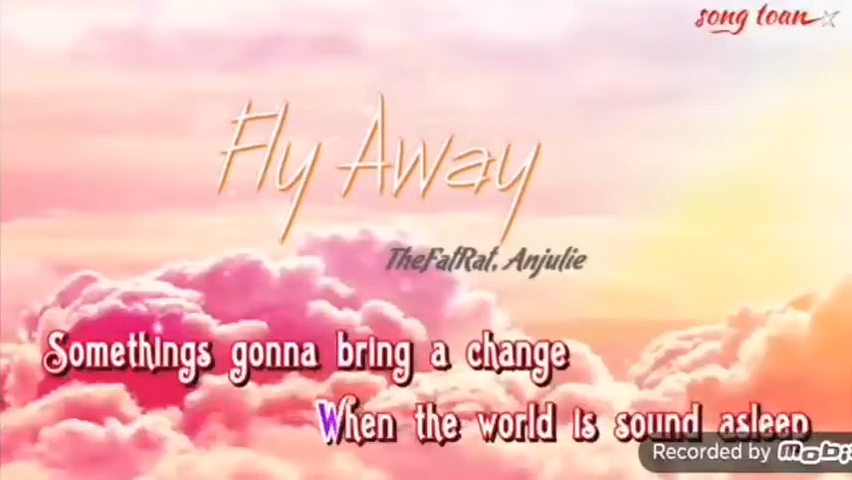 song toan
Fly Away
TheFatRat, Anjulie
Somethings gonna bring a change
When the world is sound asleep
Recorded by